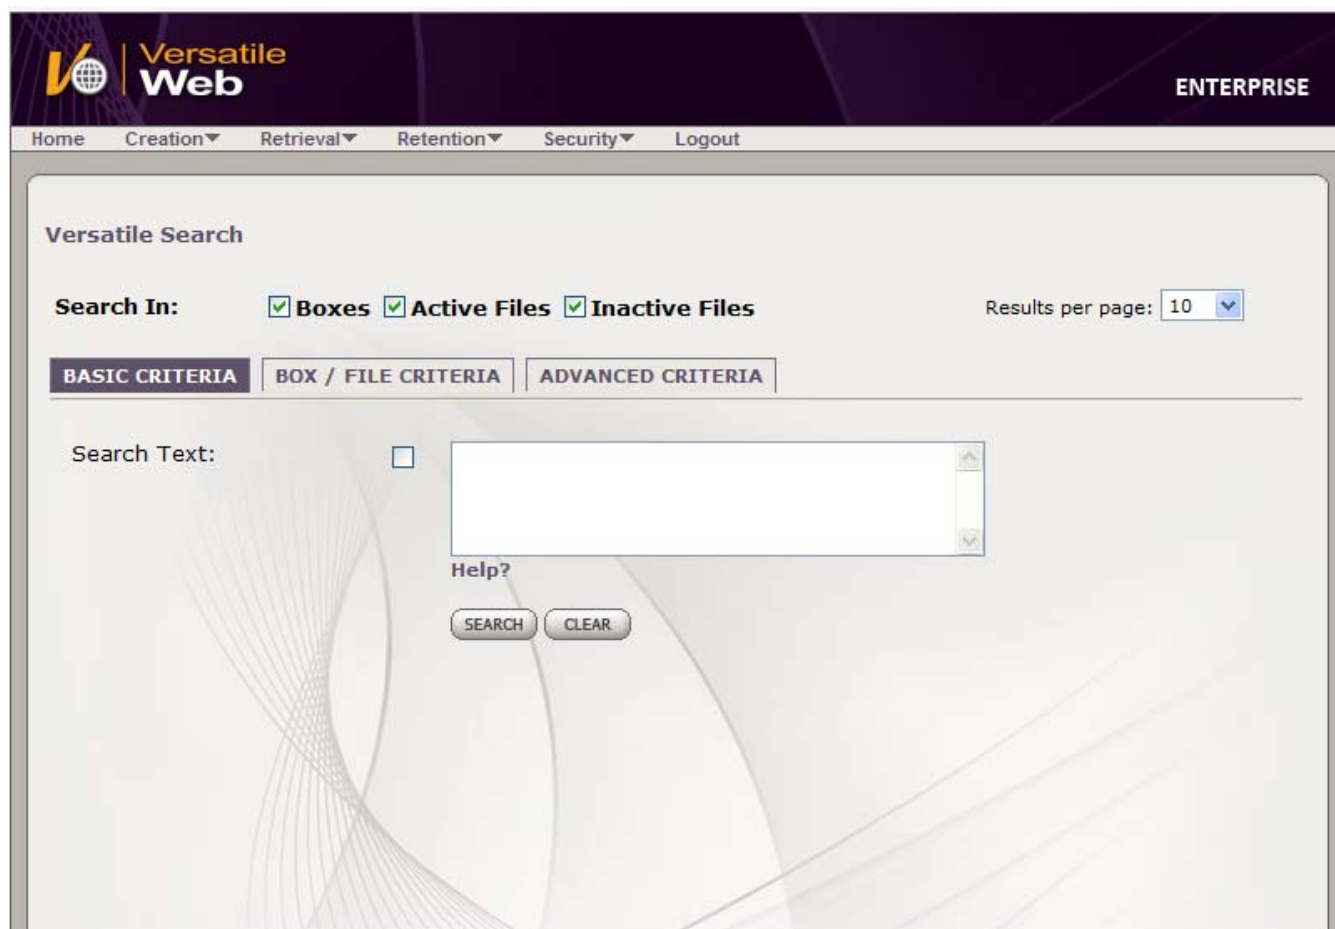 Versatile
Web
ENTERPRISE
Home Creation Retrieval Retention Security Logout
Versatile Search
Search In: Boxes Active Files Inactive Files Results per page: 10
BASIC CRITERIA BOX / FILE CRITERIA ADVANCED CRITERIA
Search Text:
Help?
SEARCH CLEAR